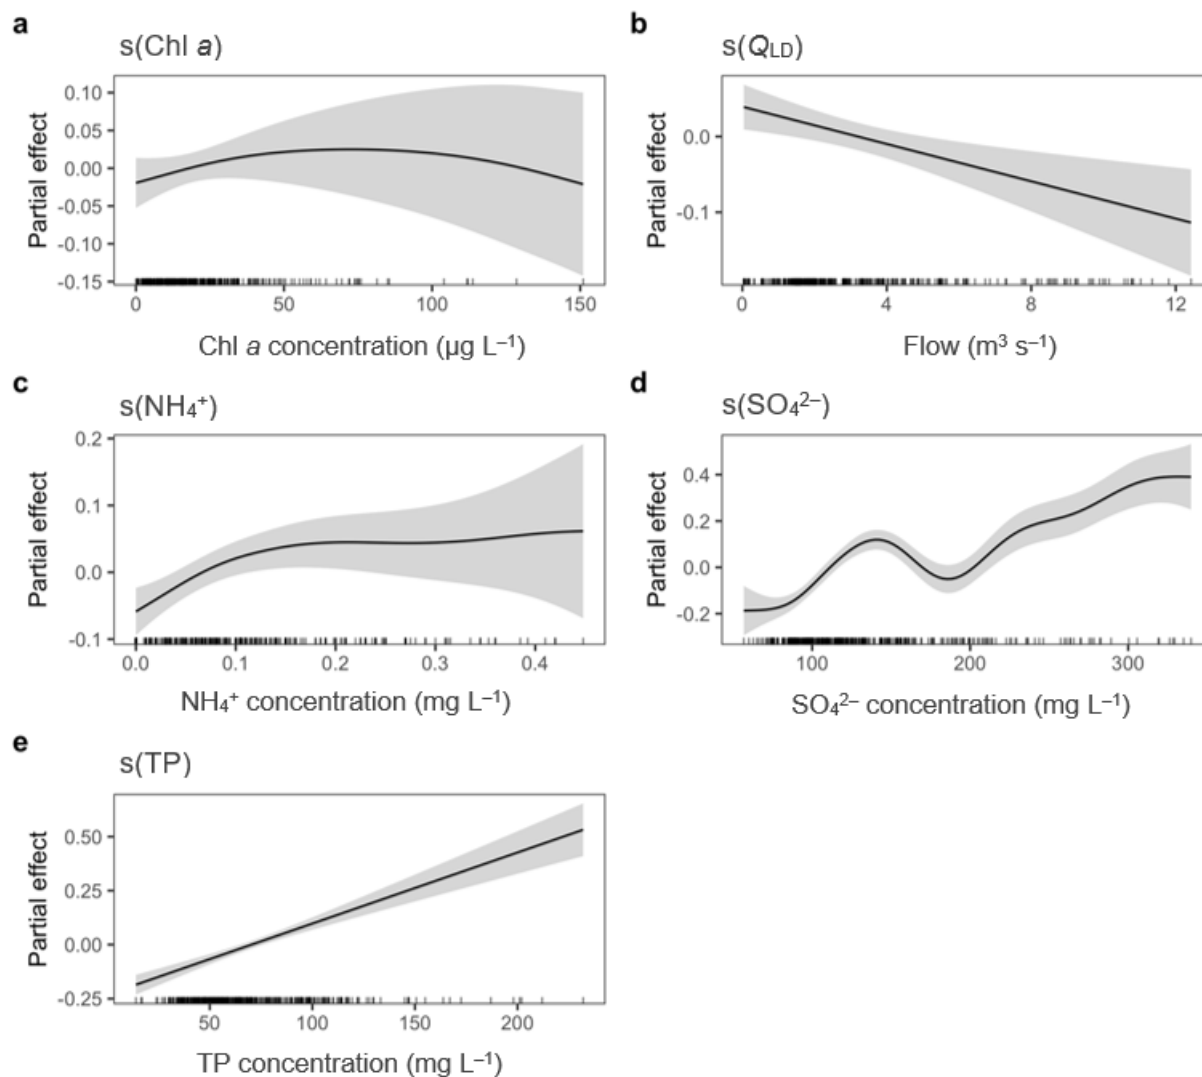 a
s(Chl a)
Partial effect
0.10
0.05
0.00
-0.05
-0.10
-0.15
0 50 100 150
Chl a concentration (µg L⁻¹)
b
s(Q_LD)
Partial effect
0.0
-0.1
0 4 8 12
Flow (m³ s⁻¹)
c
s(NH₄⁺)
Partial effect
0.2
0.1
0.0
-0.1
0.0 0.1 0.2 0.3 0.4
NH₄⁺ concentration (mg L⁻¹)
d
s(SO₄²⁻)
Partial effect
0.4
0.2
0.0
-0.2
100 200 300
SO₄²⁻ concentration (mg L⁻¹)
e
s(TP)
Partial effect
0.50
0.25
0.00
-0.25
50 100 150 200
TP concentration (mg L⁻¹)